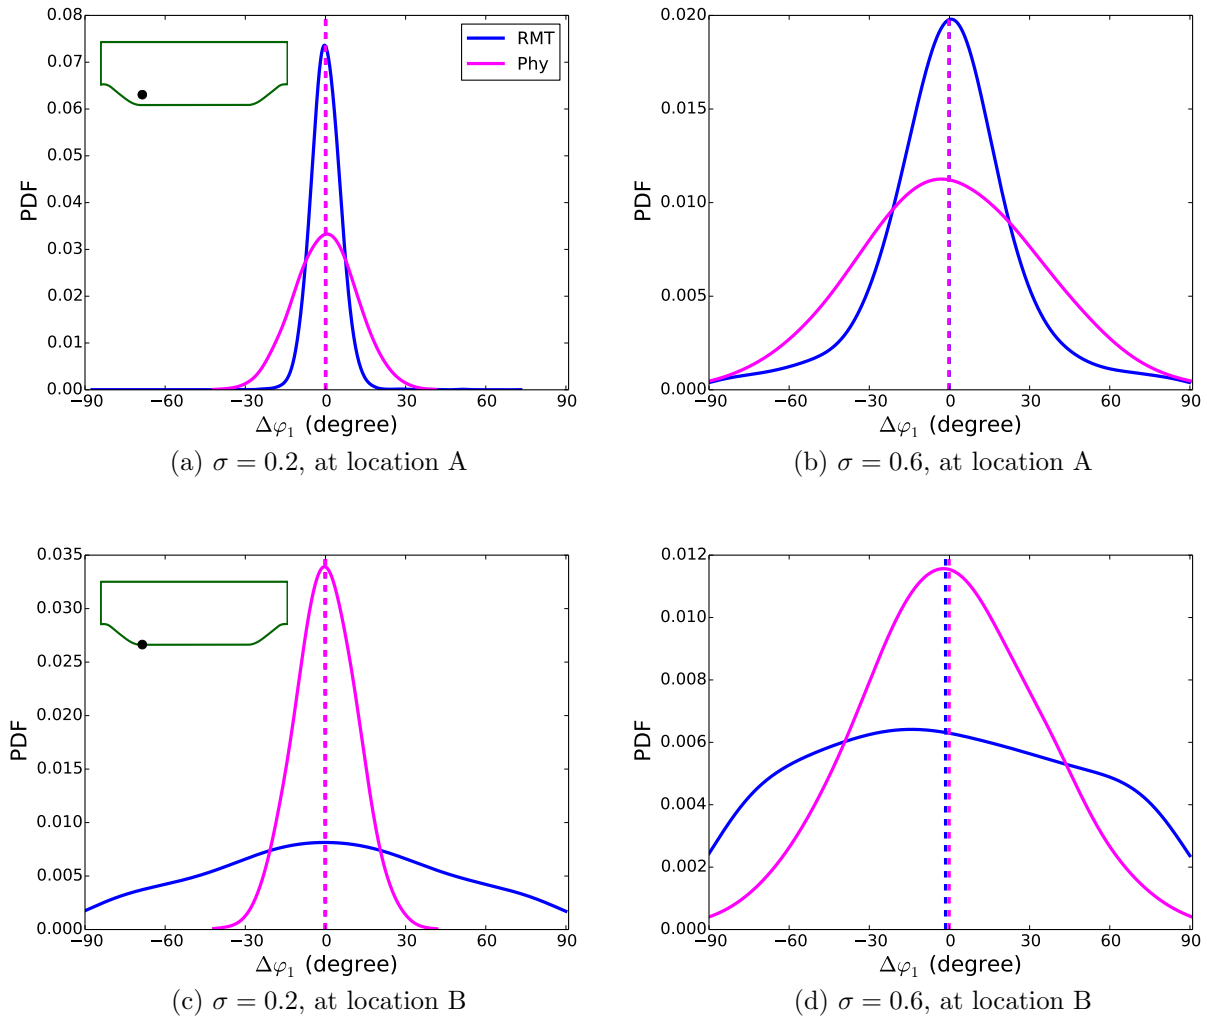 0.08
0.07
0.06
0.05
0.04
0.03
0.02
0.01
0.00
PDF
RMT
Phy
−90 −60 −30 0 30 60 90
Δφ₁ (degree)
(a) σ = 0.2, at location A
0.020
0.015
0.010
0.005
0.000
PDF
−90 −60 −30 0 30 60 90
Δφ₁ (degree)
(b) σ = 0.6, at location A
0.035
0.030
0.025
0.020
0.015
0.010
0.005
0.000
PDF
−90 −60 −30 0 30 60 90
Δφ₁ (degree)
(c) σ = 0.2, at location B
0.012
0.010
0.008
0.006
0.004
0.002
0.000
PDF
−90 −60 −30 0 30 60 90
Δφ₁ (degree)
(d) σ = 0.6, at location B